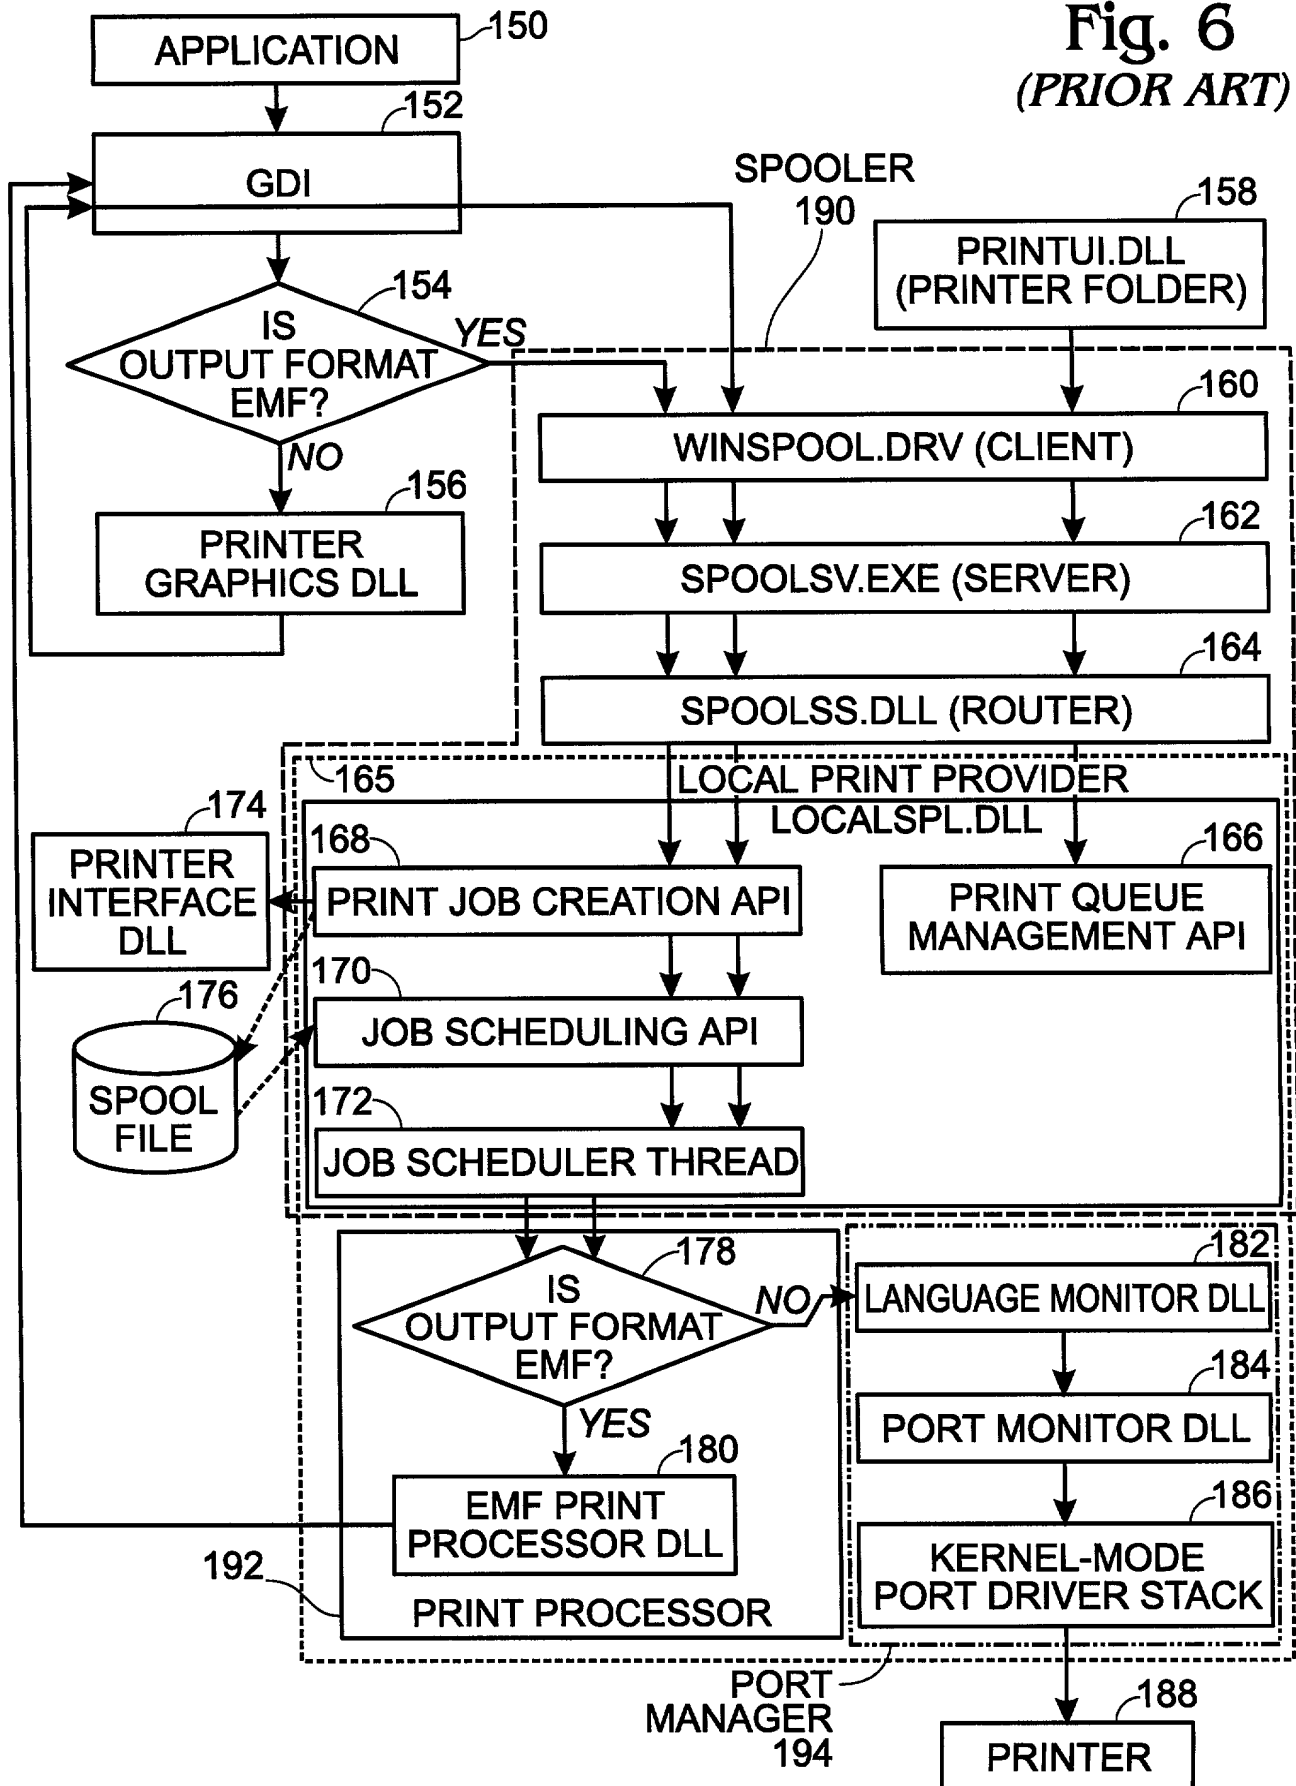 Fig. 6
(PRIOR ART)
150
APPLICATION
152
GDI
SPOOLER
190
158
PRINTUI.DLL
(PRINTER FOLDER)
154
IS
OUTPUT FORMAT
EMF?
YES
NO
160
WINSPOOL.DRV (CLIENT)
156
PRINTER
GRAPHICS DLL
162
SPOOLSV.EXE (SERVER)
164
SPOOLSS.DLL (ROUTER)
165
LOCAL PRINT PROVIDER
LOCALSPL.DLL
174
PRINTER
INTERFACE
DLL
168
PRINT JOB CREATION API
166
PRINT QUEUE
MANAGEMENT API
170
JOB SCHEDULING API
176
SPOOL
FILE
172
JOB SCHEDULER THREAD
178
IS
OUTPUT FORMAT
EMF?
NO
YES
182
LANGUAGE MONITOR DLL
184
PORT MONITOR DLL
180
EMF PRINT
PROCESSOR DLL
186
KERNEL-MODE
PORT DRIVER STACK
192
PRINT PROCESSOR
PORT
MANAGER
194
188
PRINTER